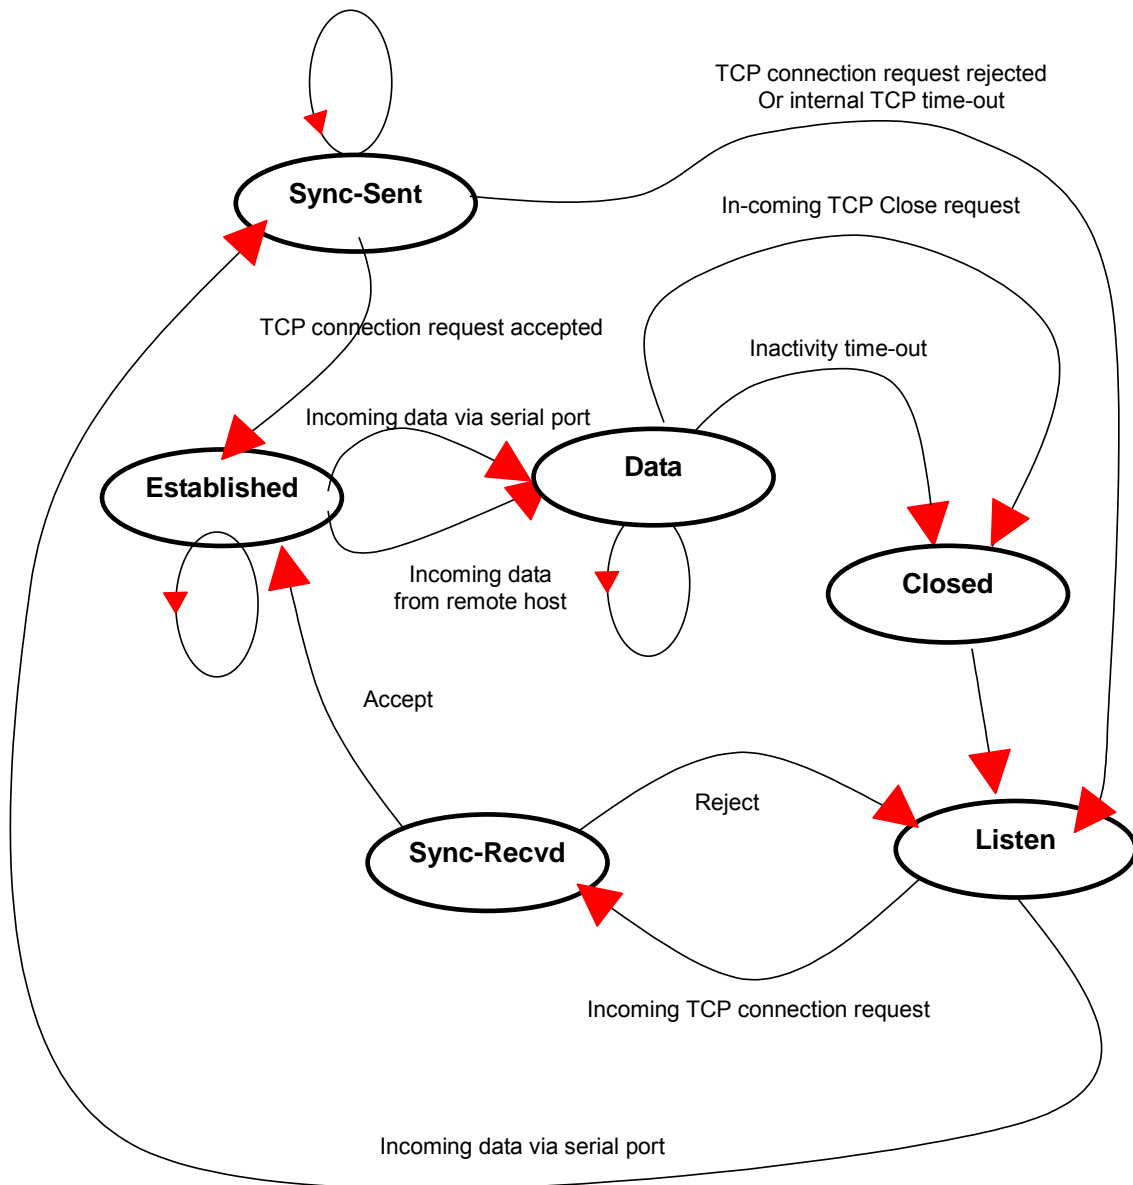 TCP connection request rejected
Or internal TCP time-out
Sync-Sent
In-coming TCP Close request
TCP connection request accepted
Inactivity time-out
Incoming data via serial port
Data
Established
Incoming data
from remote host
Closed
Accept
Reject
Sync-Recvd
Listen
Incoming TCP connection request
Incoming data via serial port